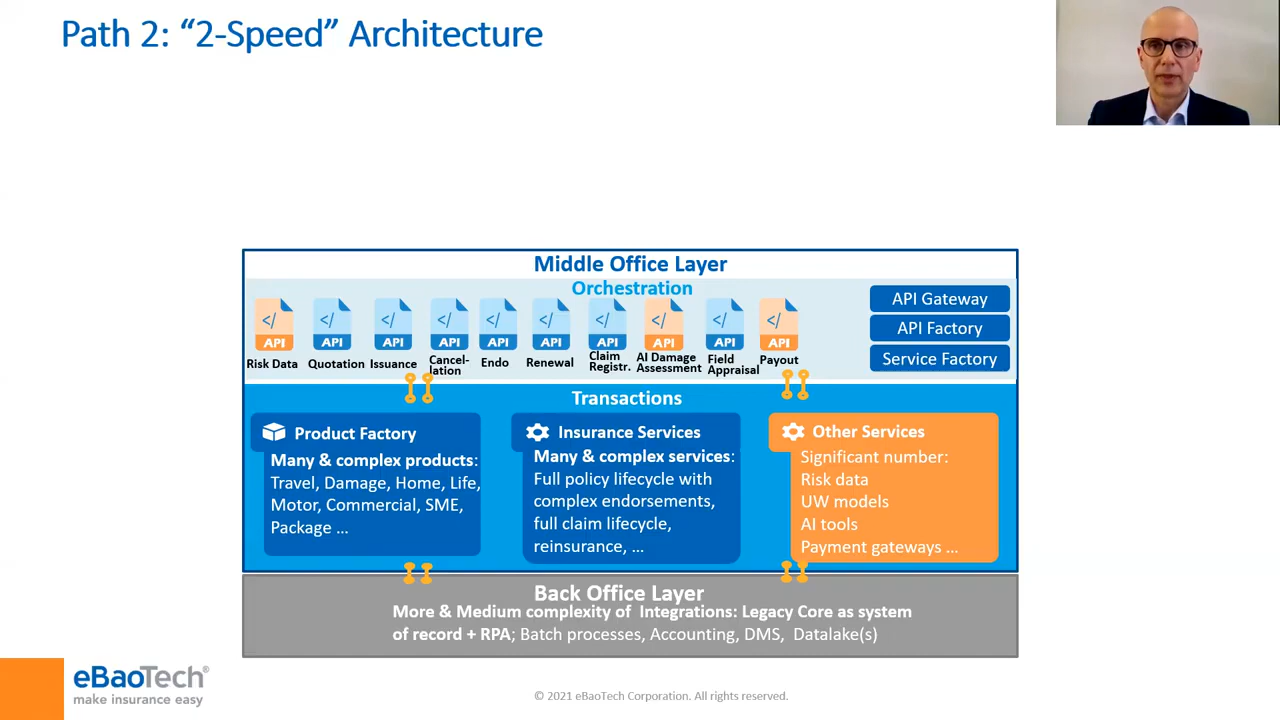 Path 2: “2-Speed” Architecture
Middle Office Layer
Orchestration
</> API
</> API
</> API
</> API
</> API
</> API
</> API
</> API
</> API
</> API
Risk Data
Quotation
Issuance
Cancel-
lation
Endo
Renewal
Claim
Registr.
AI Damage
Assessment
Field
Appraisal
Payout
API Gateway
API Factory
Service Factory
Transactions
Product Factory
Many & complex products:
Travel, Damage, Home, Life,
Motor, Commercial, SME,
Package ...
Insurance Services
Many & complex services:
Full policy lifecycle with
complex endorsements,
full claim lifecycle,
reinsurance, ...
Other Services
Significant number:
Risk data
UW models
AI tools
Payment gateways ...
Back Office Layer
More & Medium complexity of Integrations: Legacy Core as system
of record + RPA; Batch processes, Accounting, DMS, Datalake(s)
eBaoTech®
make insurance easy
© 2021 eBaoTech Corporation. All rights reserved.